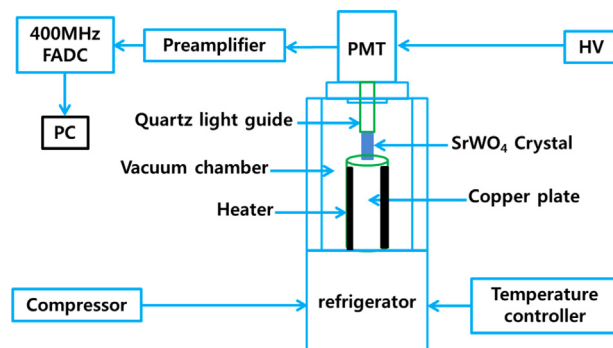 400MHz
FADC
Preamplifier
PMT
HV
PC
Quartz light guide
SrWO₄ Crystal
Vacuum chamber
Heater
Copper plate
Compressor
refrigerator
Temperature
controller